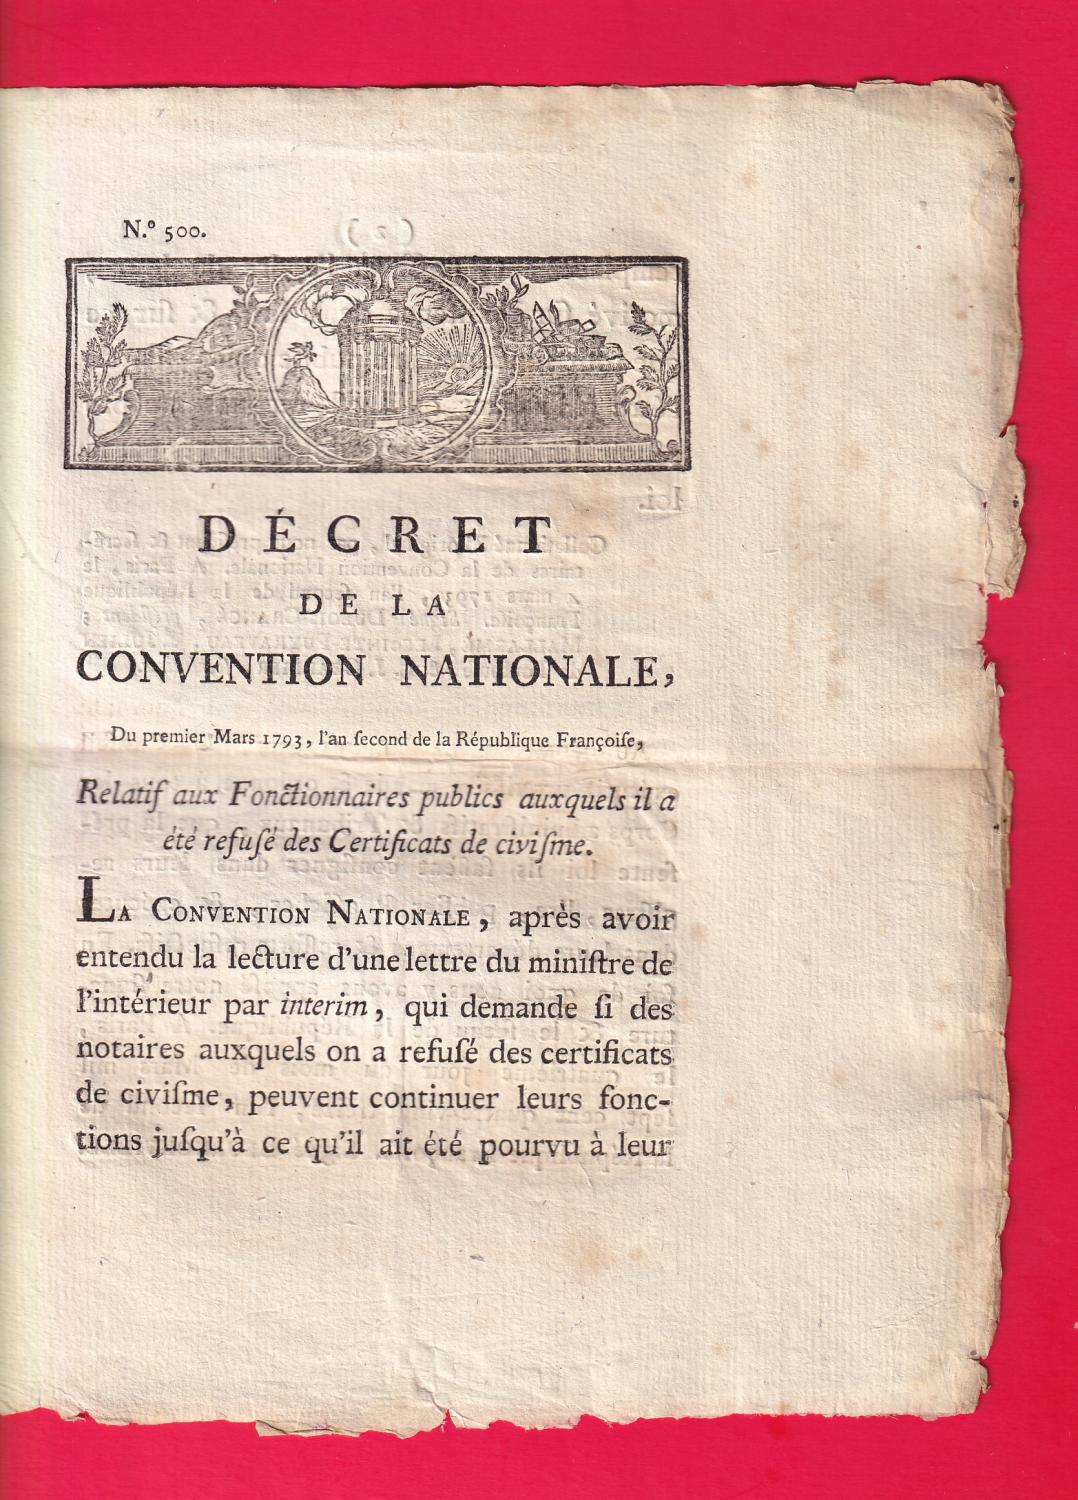 N.º 500.
DÉCRET
DE LA
CONVENTION NATIONALE,
Du premier Mars 1793, l'an ſecond de la République Françoiſe,
Relatif aux Fonctionnaires publics auxquels il a
été refuſé des Certificats de civiſme.
LA CONVENTION NATIONALE, après avoir
entendu la lecture d'une lettre du miniſtre de
l'intérieur par interim, qui demande ſi des
notaires auxquels on a refuſé des certificats
de civiſme, peuvent continuer leurs fonc-
tions juſqu'à ce qu'il ait été pourvu à leur